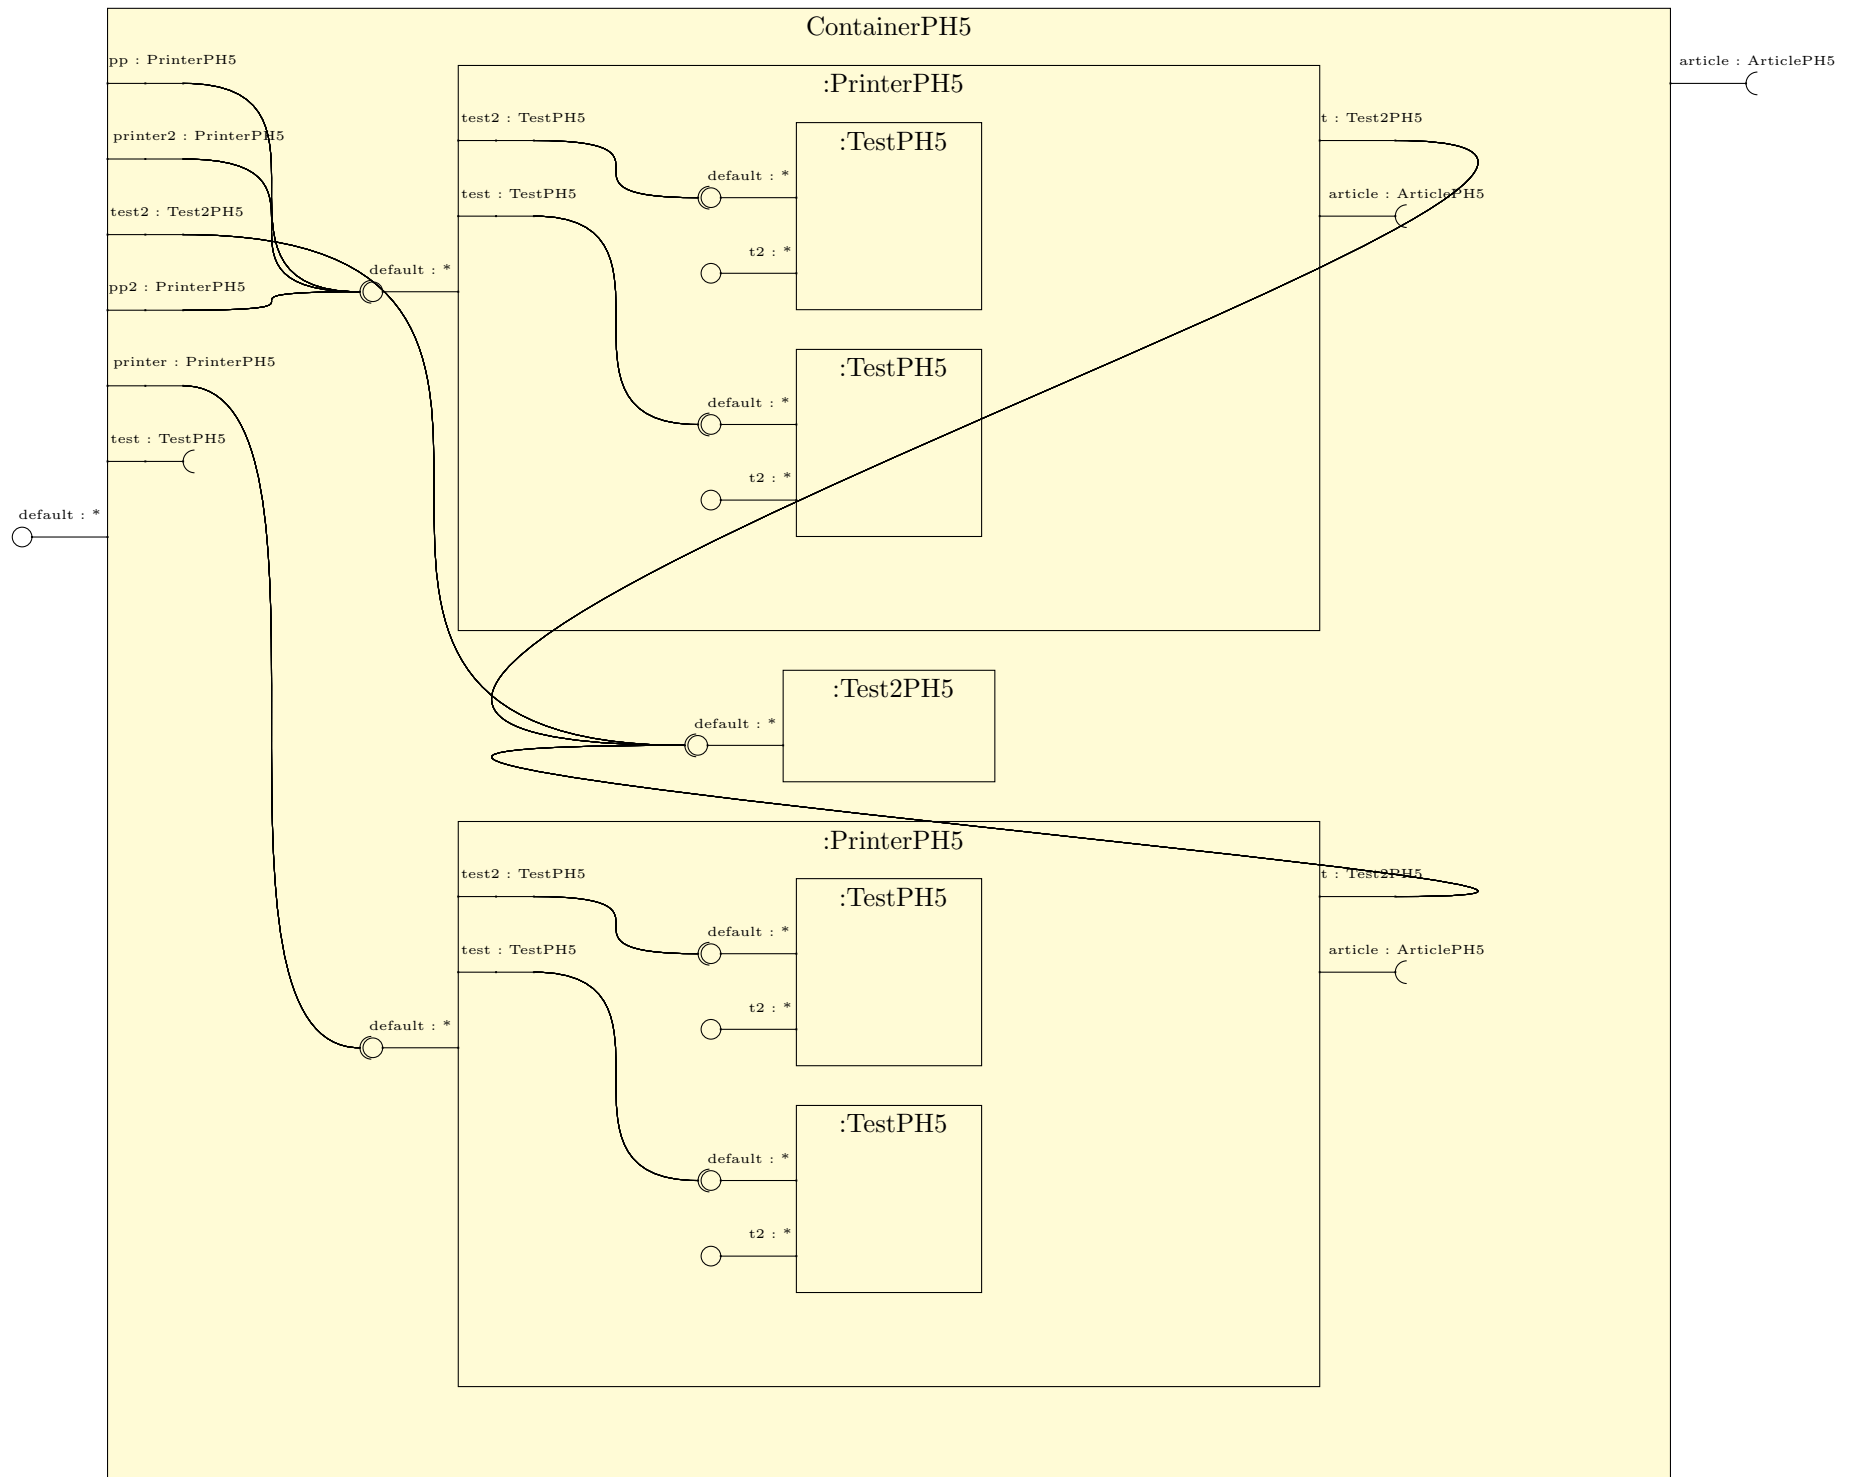 ContainerPH5
pp : PrinterPH5
article : ArticlePH5
:PrinterPH5
test2 : TestPH5
t : Test2PH5
printer2 : PrinterPH5
:TestPH5
default : *
test : TestPH5
article : ArticlePH5
test2 : Test2PH5
t2 : *
default : *
pp2 : PrinterPH5
printer : PrinterPH5
:TestPH5
default : *
test : TestPH5
t2 : *
default : *
:Test2PH5
default : *
:PrinterPH5
test2 : TestPH5
t : Test2PH5
:TestPH5
default : *
test : TestPH5
article : ArticlePH5
t2 : *
default : *
:TestPH5
default : *
t2 : *